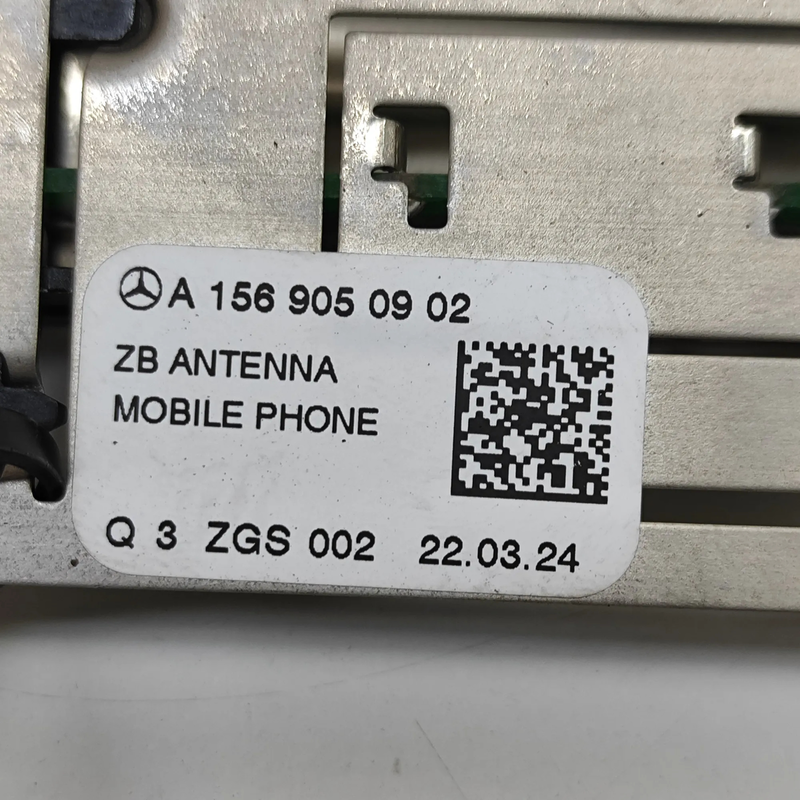 A 156 905 09 02
ZB ANTENNA
MOBILE PHONE
Q 3 ZGS 002 22.03.24